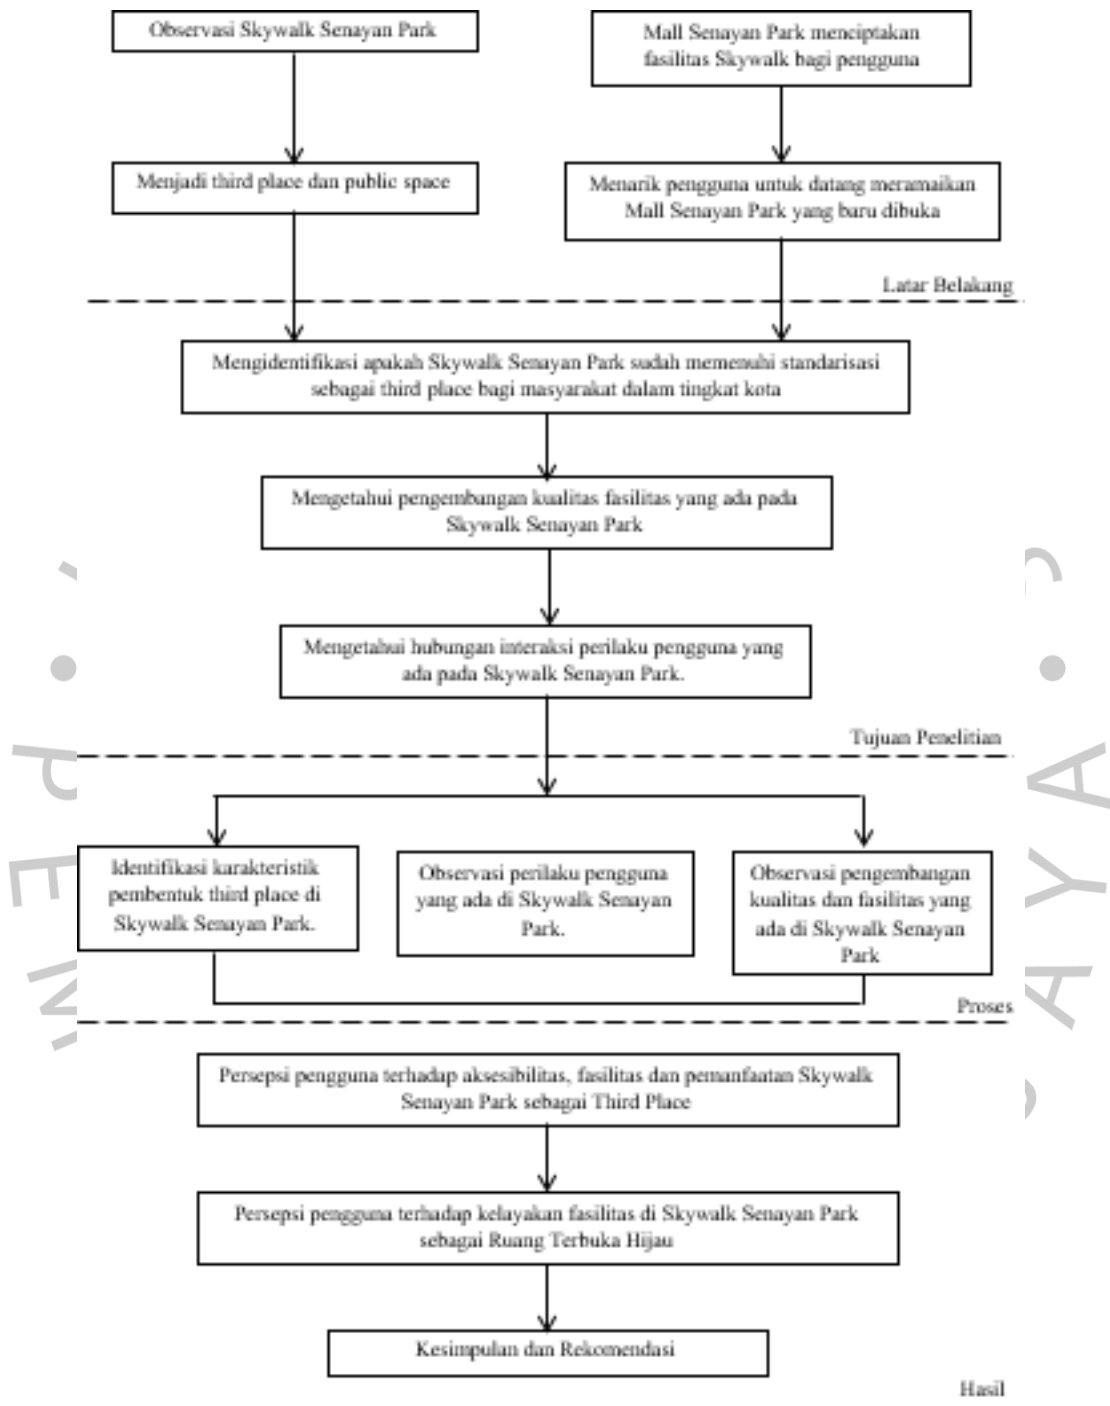 Observasi Skywalk Senayan Park
Mall Senayan Park menciptakan
fasilitas Skywalk bagi pengguna
Menjadi third place dan public space
Menarik pengguna untuk datang meramaikan
Mall Senayan Park yang baru dibuka
Latar Belakang
Mengidentifikasi apakah Skywalk Senayan Park sudah memenuhi standarisasi
sebagai third place bagi masyarakat dalam tingkat kota
Mengetahui pengembangan kualitas fasilitas yang ada pada
Skywalk Senayan Park
Mengetahui hubungan interaksi perilaku pengguna yang
ada pada Skywalk Senayan Park.
Tujuan Penelitian
Identifikasi karakteristik
pembentuk third place di
Skywalk Senayan Park.
Observasi perilaku pengguna
yang ada di Skywalk Senayan
Park.
Observasi pengembangan
kualitas dan fasilitas yang
ada di Skywalk Senayan
Park
Proses
Persepsi pengguna terhadap aksesibilitas, fasilitas dan pemanfaatan Skywalk
Senayan Park sebagai Third Place
Persepsi pengguna terhadap kelayakan fasilitas di Skywalk Senayan Park
sebagai Ruang Terbuka Hijau
Kesimpulan dan Rekomendasi
Hasil